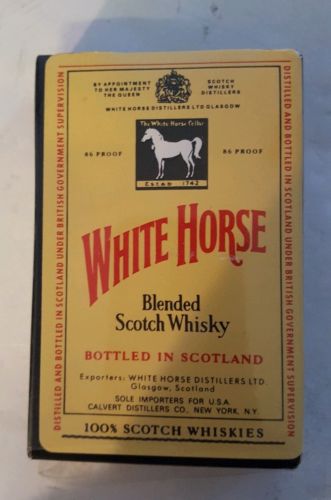 BY APPOINTMENT
TO HER MAJESTY
THE QUEEN
SCOTCH
WHISKY
DISTILLERS
WHITE HORSE DISTILLERS LTD GLASGOW
The White Horse Cellar
86 PROOF
86 PROOF
ESTAB 1742
WHITE HORSE
Blended
Scotch Whisky
BOTTLED IN SCOTLAND
Exporters: WHITE HORSE DISTILLERS LTD.
Glasgow, Scotland
SOLE IMPORTERS FOR U.S.A.
CALVERT DISTILLERS CO., NEW YORK, N.Y.
100% SCOTCH WHISKIES
DISTILLED AND BOTTLED IN SCOTLAND UNDER BRITISH GOVERNMENT SUPERVISION
DISTILLED AND BOTTLED IN SCOTLAND UNDER BRITISH GOVERNMENT SUPERVISION